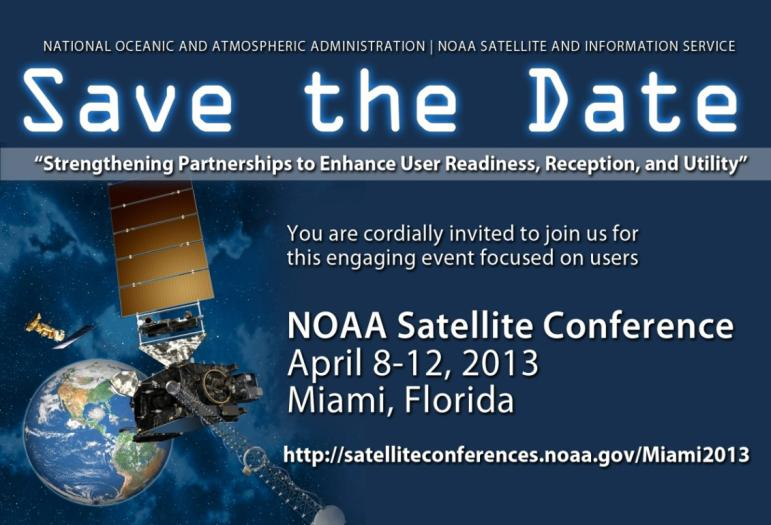 NATIONAL OCEANIC AND ATMOSPHERIC ADMINISTRATION | NOAA SATELLITE AND INFORMATION SERVICE
Save the Date
“Strengthening Partnerships to Enhance User Readiness, Reception, and Utility”
You are cordially invited to join us for
this engaging event focused on users
NOAA Satellite Conference
April 8-12, 2013
Miami, Florida
http://satelliteconferences.noaa.gov/Miami2013